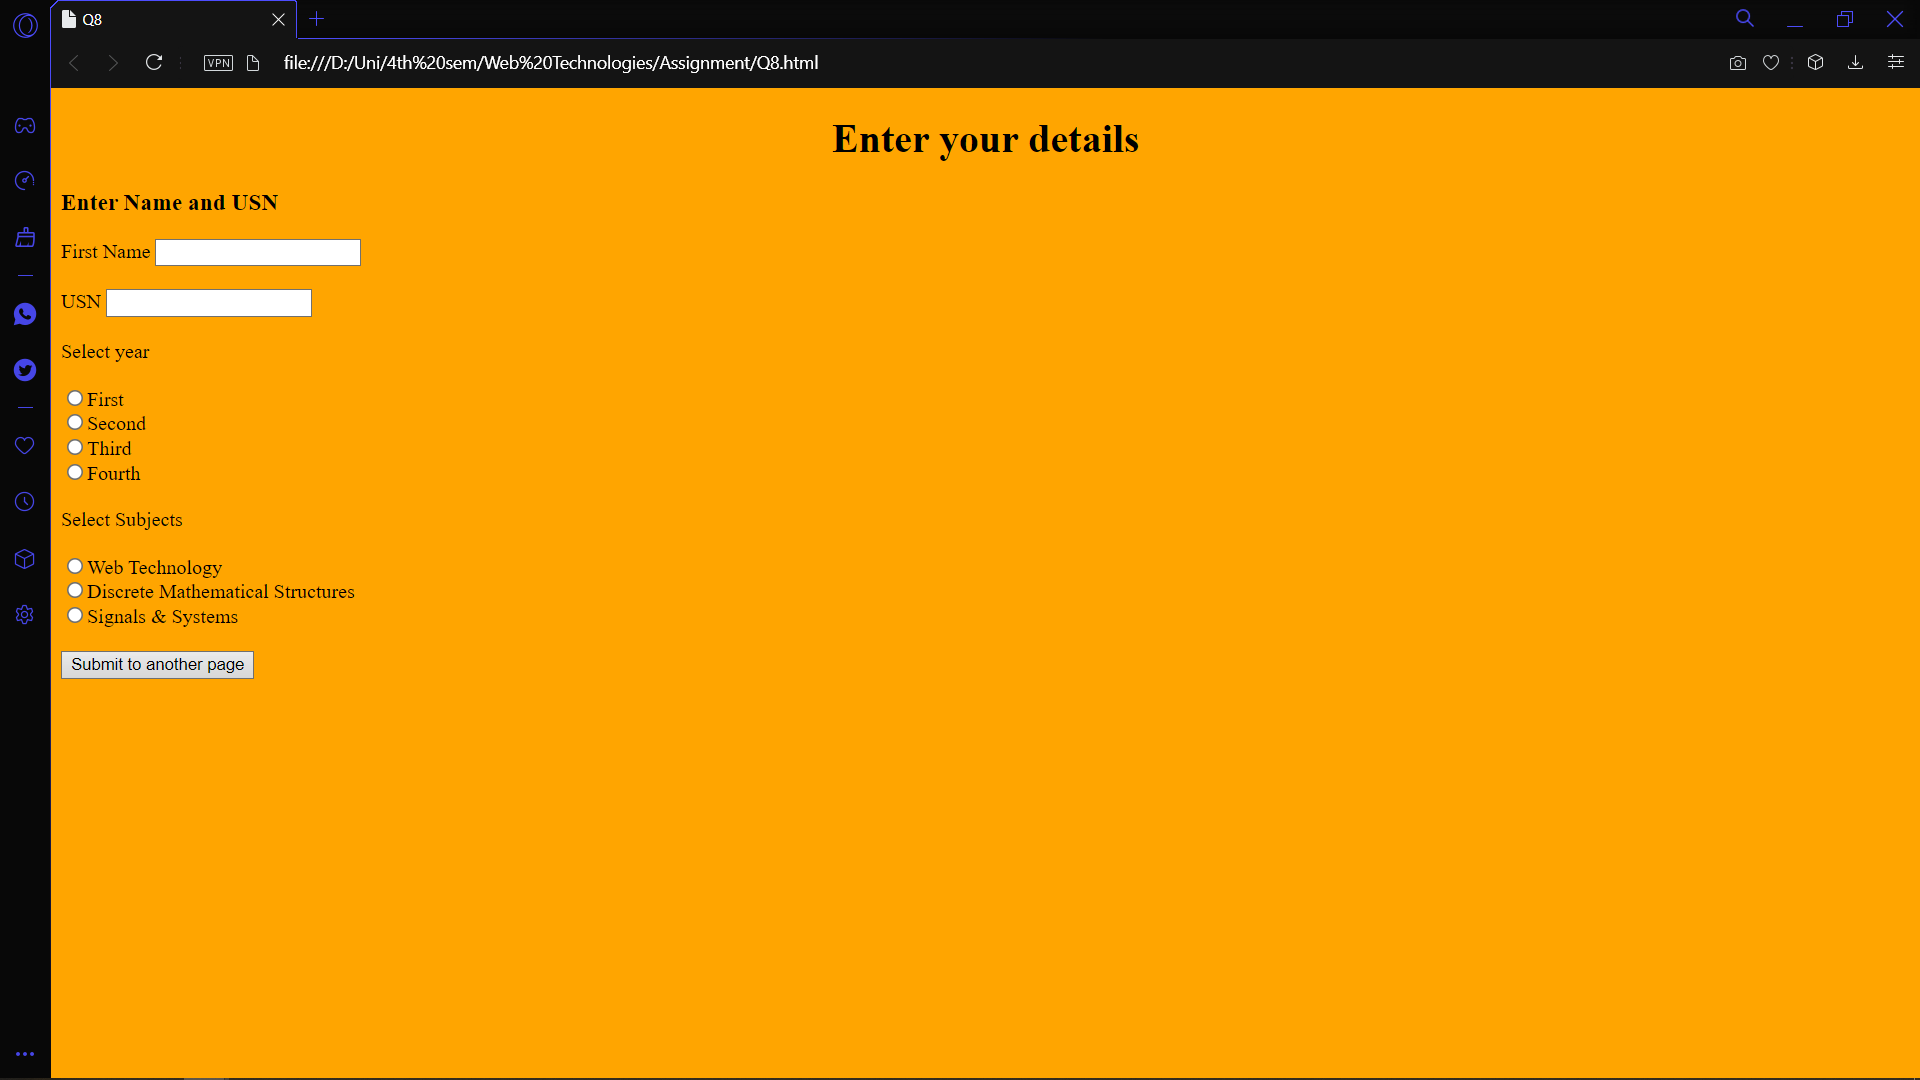 Q8
VPN
file:///D:/Uni/4th%20sem/Web%20Technologies/Assignment/Q8.html
Enter your details
Enter Name and USN
First Name
USN
Select year
First
Second
Third
Fourth
Select Subjects
Web Technology
Discrete Mathematical Structures
Signals & Systems
Submit to another page